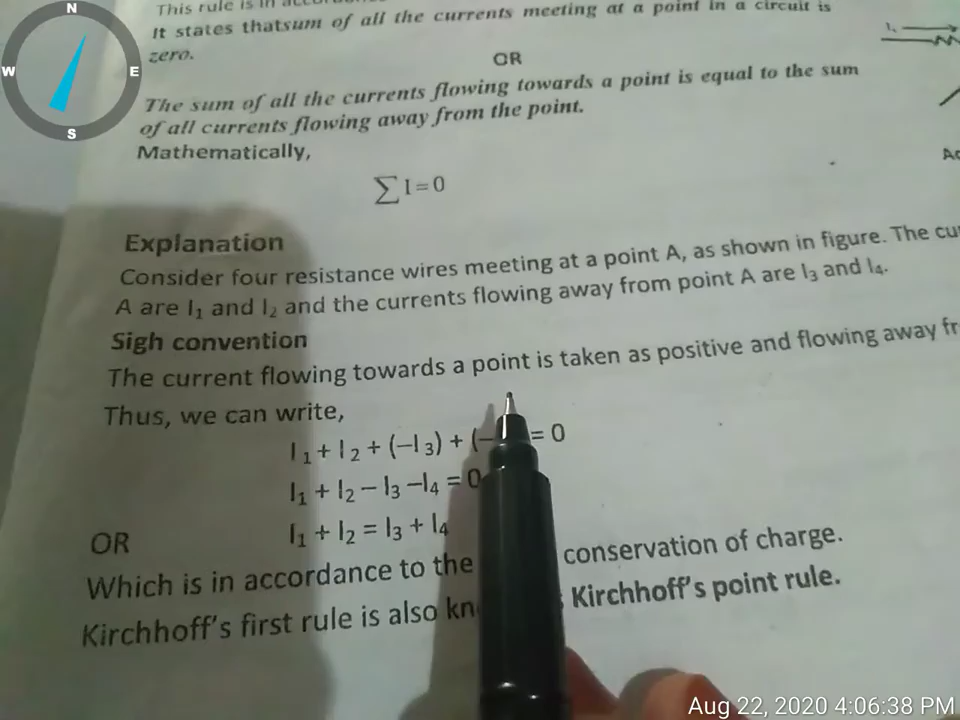 This rule is in
It states thatsum of all the currents meeting at a point in a circuit is
zero.
OR
The sum of all the currents flowing towards a point is equal to the sum
of all currents flowing away from the point.
Mathematically,
∑ I = 0
Explanation
Consider four resistance wires meeting at a point A, as shown in figure. The
A are I₁ and I₂ and the currents flowing away from point A are I₃ and I₄.
Sigh convention
The current flowing towards a point is taken as positive and flowing away
Thus, we can write,
I₁ + I₂ + (–I₃) + (– = 0
I₁ + I₂ – I₃ –I₄ = 0
OR I₁ + I₂ = I₃ + I₄
Which is in accordance to the conservation of charge.
Kirchhoff's first rule is also Kirchhoff's point rule.
N
W E
S
I₁
Aug 22, 2020 4:06:38 PM